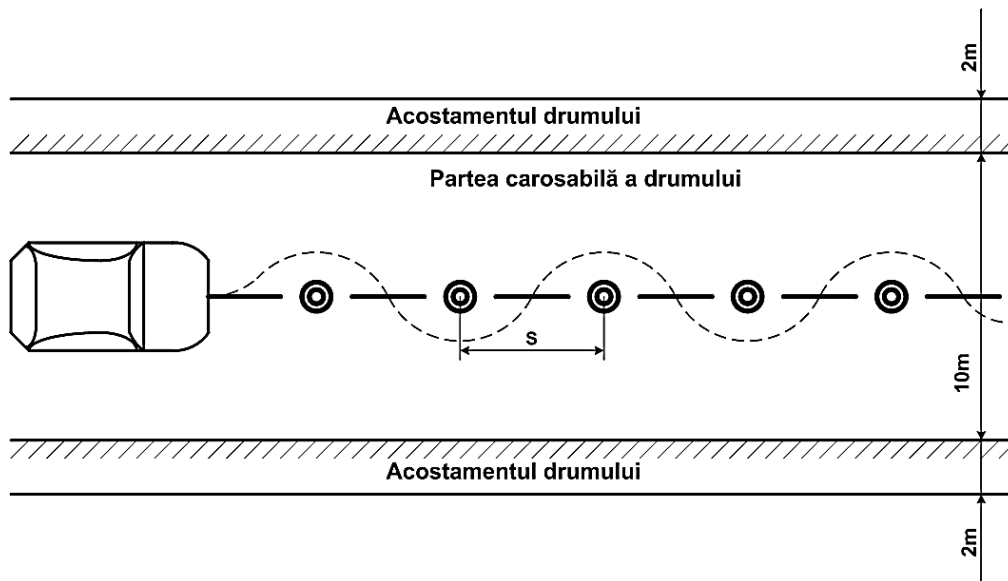 2m
Acostamentul drumului
Partea carosabilă a drumului
s
10m
Acostamentul drumului
2m